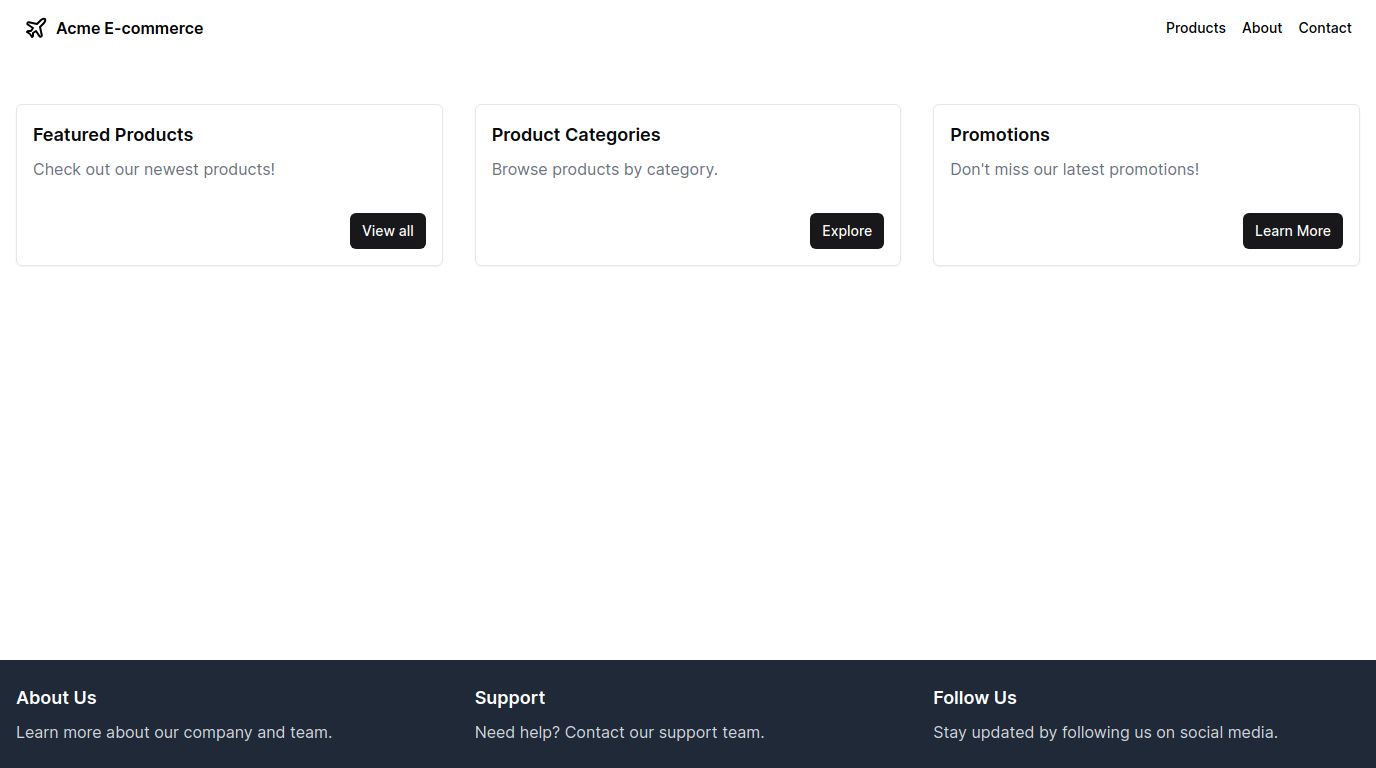 Acme E-commerce
Products
About
Contact
Featured Products
Check out our newest products!
View all
Product Categories
Browse products by category.
Explore
Promotions
Don't miss our latest promotions!
Learn More
About Us
Learn more about our company and team.
Support
Need help? Contact our support team.
Follow Us
Stay updated by following us on social media.